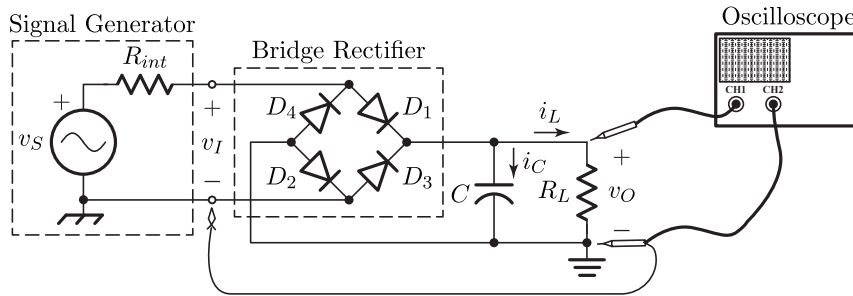 Signal Generator
Oscilloscope
Bridge Rectifier
R_int
CH1 CH2
+
v_S
+
v_I
−
D_4
D_1
D_2
D_3
i_L
i_C
C
R_L
+
v_O
−